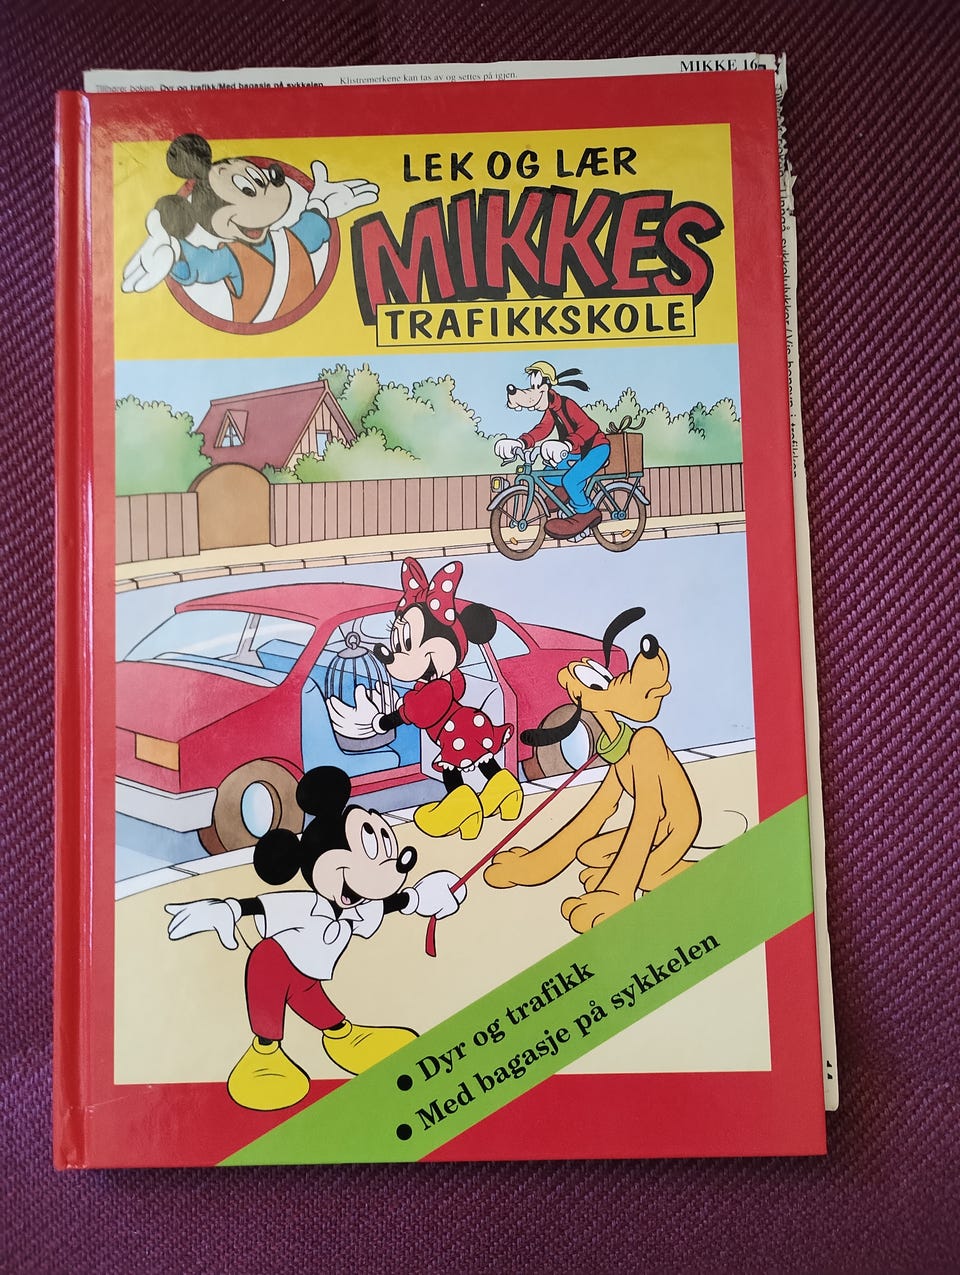 MIKKE 16
Klistremerkene kan tas av og settes på igjen.
Tilhører boken: Dyr og trafikk/Med bagasje på sykkelen
LEK OG LÆR
MIKKES
TRAFIKKSKOLE
• Dyr og trafikk
• Med bagasje på sykkelen